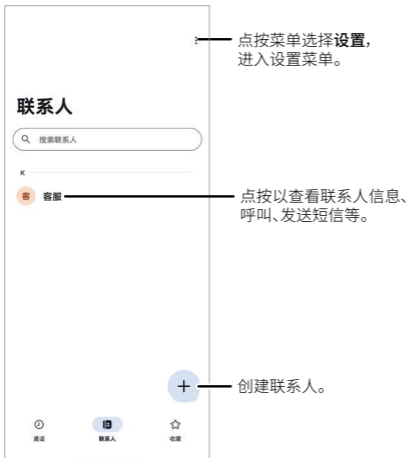 点按菜单选择设置,
进入设置菜单。
联系人
搜索联系人
K
客 客服
点按以查看联系人信息、
呼叫、发送短信等。
+
创建联系人。
通话 联系人 收藏